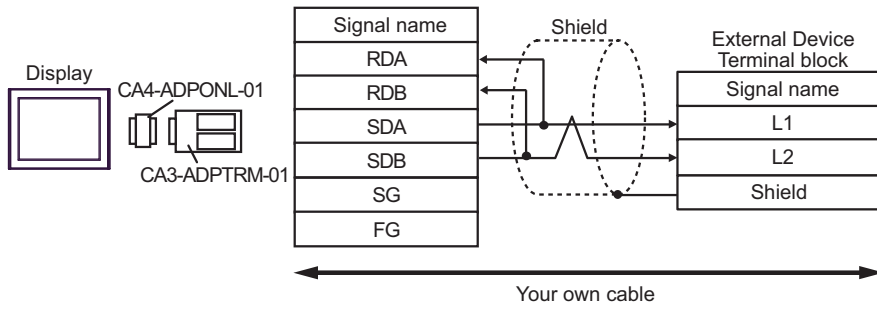 Display
CA4-ADPONL-01
CA3-ADPTRM-01
Signal name
RDA
RDB
SDA
SDB
SG
FG
Shield
External Device
Terminal block
Signal name
L1
L2
Shield
Your own cable